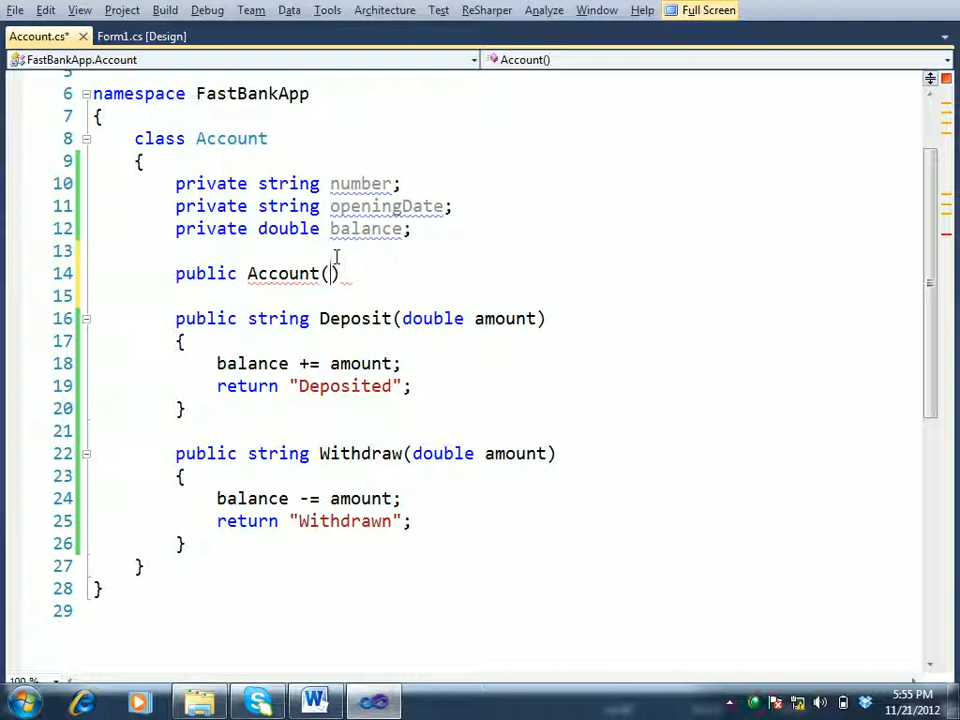 File Edit View Project Build Debug Team Data Tools Architecture Test ReSharper Analyze Window Help Full Screen
Account.cs* Form1.cs [Design]
FastBankApp.Account Account()
6 namespace FastBankApp
7 {
8 class Account
9 {
10 private string number;
11 private string openingDate;
12 private double balance;
13
14 public Account()
15
16 public string Deposit(double amount)
17 {
18 balance += amount;
19 return "Deposited";
20 }
21
22 public string Withdraw(double amount)
23 {
24 balance -= amount;
25 return "Withdrawn";
26 }
27 }
28 }
29
100 %
5:55 PM
11/21/2012